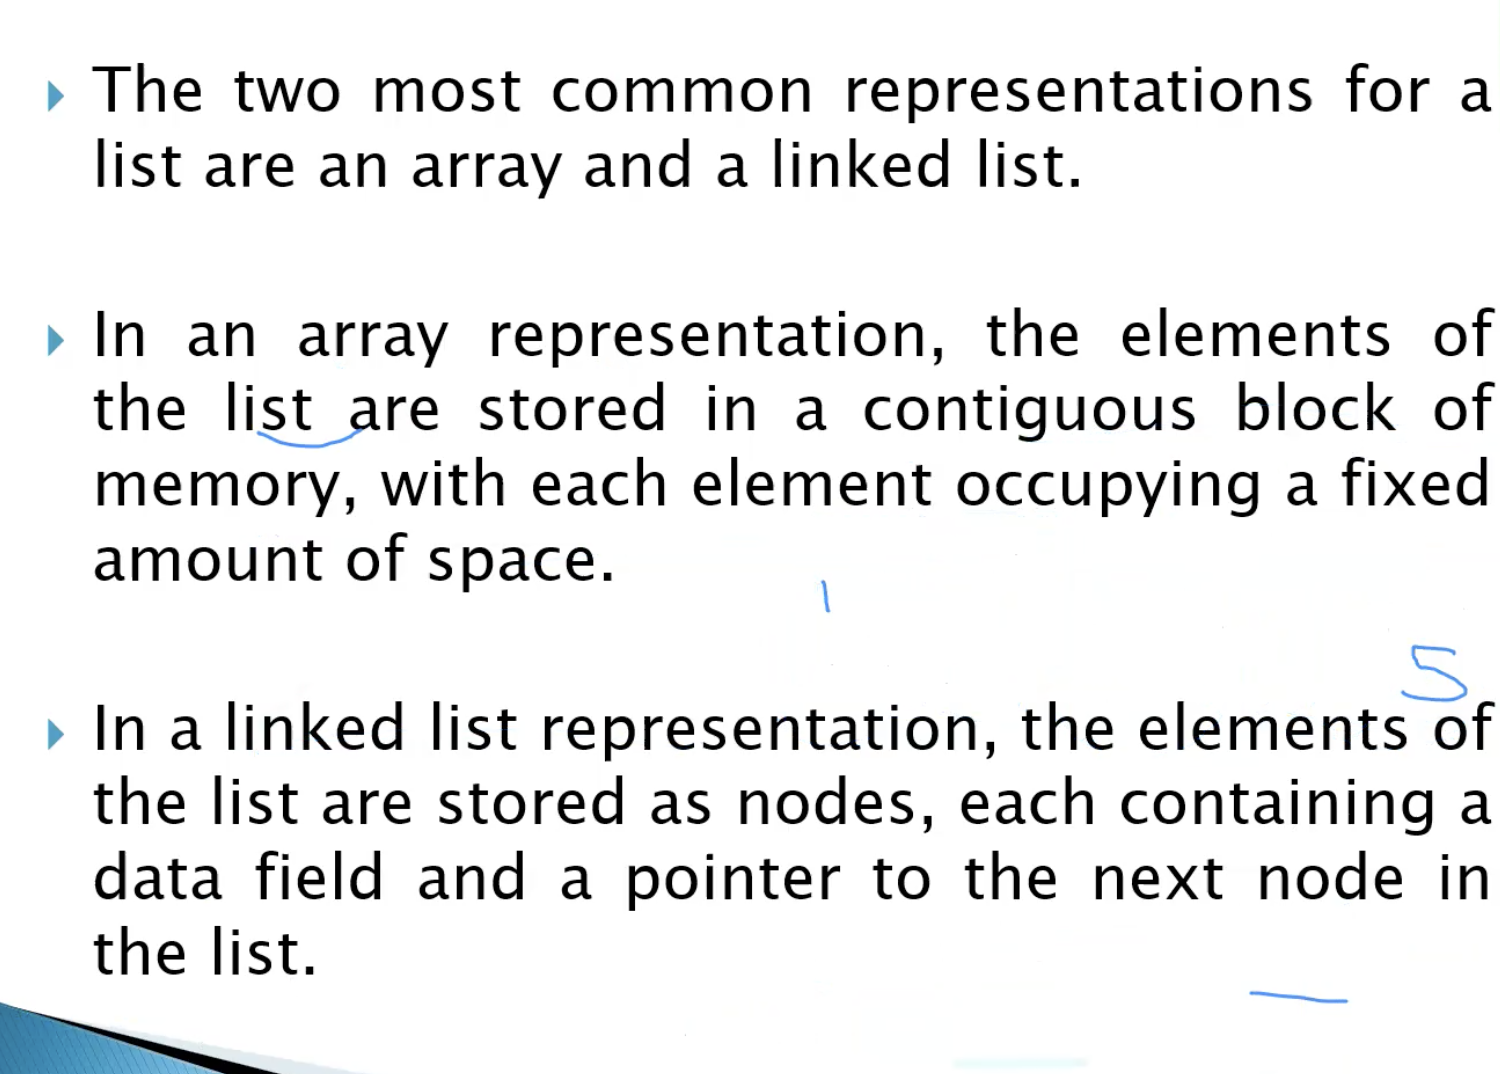 The two most common representations for a
list are an array and a linked list.
In an array representation, the elements of
the list are stored in a contiguous block of
memory, with each element occupying a fixed
amount of space.
5
In a linked list representation, the elements of
the list are stored as nodes, each containing a
data field and a pointer to the next node in
the list.